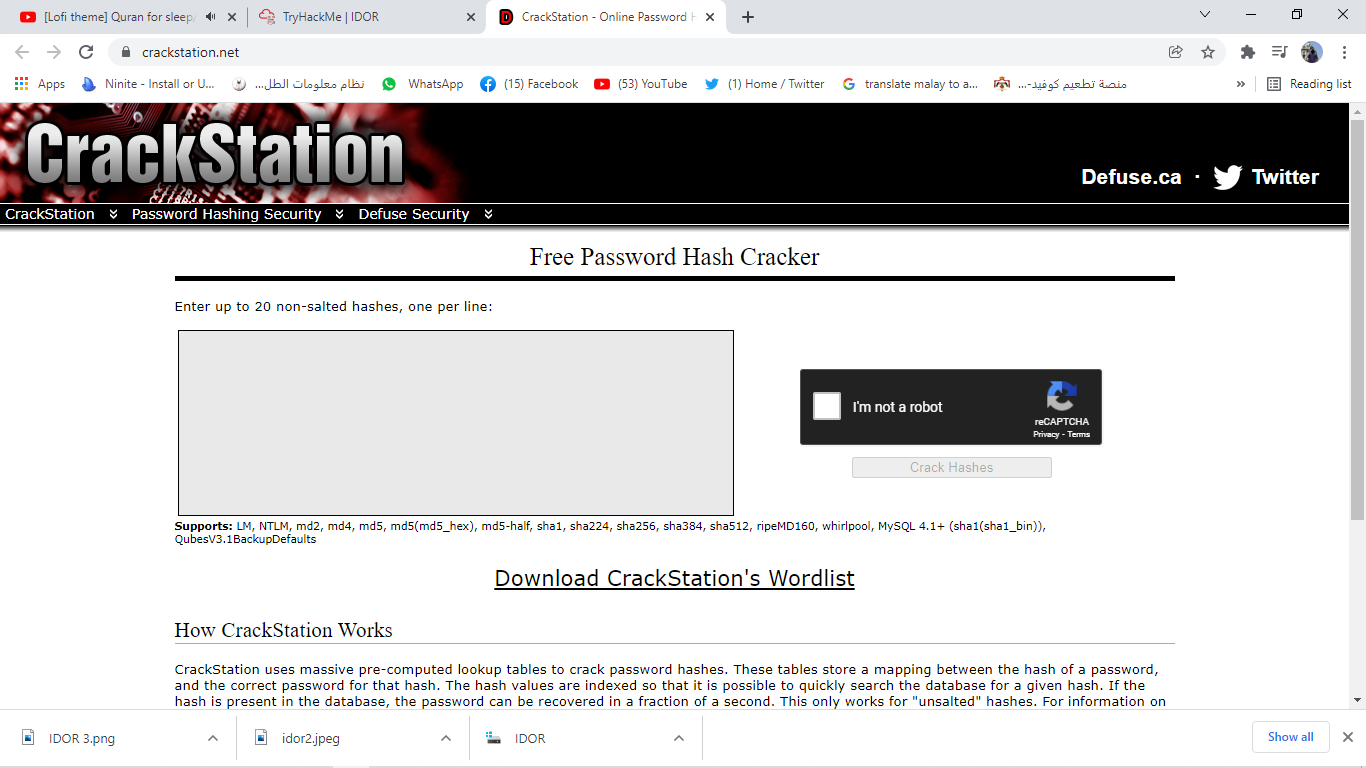 [Lofi theme] Quran for sleep/ TryHackMe | IDOR CrackStation - Online Password H
crackstation.net
Apps Ninite - Install or U... نظام معلومات الطل... WhatsApp (15) Facebook (53) YouTube (1) Home / Twitter translate malay to a... منصة تطعيم كوفيد-... » Reading list
CrackStation
Defuse.ca · Twitter
CrackStation Password Hashing Security Defuse Security
Free Password Hash Cracker
Enter up to 20 non-salted hashes, one per line:
I'm not a robot
reCAPTCHA
Privacy - Terms
Crack Hashes
Supports: LM, NTLM, md2, md4, md5, md5(md5_hex), md5-half, sha1, sha224, sha256, sha384, sha512, ripeMD160, whirlpool, MySQL 4.1+ (sha1(sha1_bin)),
QubesV3.1BackupDefaults
Download CrackStation's Wordlist
How CrackStation Works
CrackStation uses massive pre-computed lookup tables to crack password hashes. These tables store a mapping between the hash of a password,
and the correct password for that hash. The hash values are indexed so that it is possible to quickly search the database for a given hash. If the
hash is present in the database, the password can be recovered in a fraction of a second. This only works for "unsalted" hashes. For information on
IDOR 3.png idor2.jpeg IDOR Show all